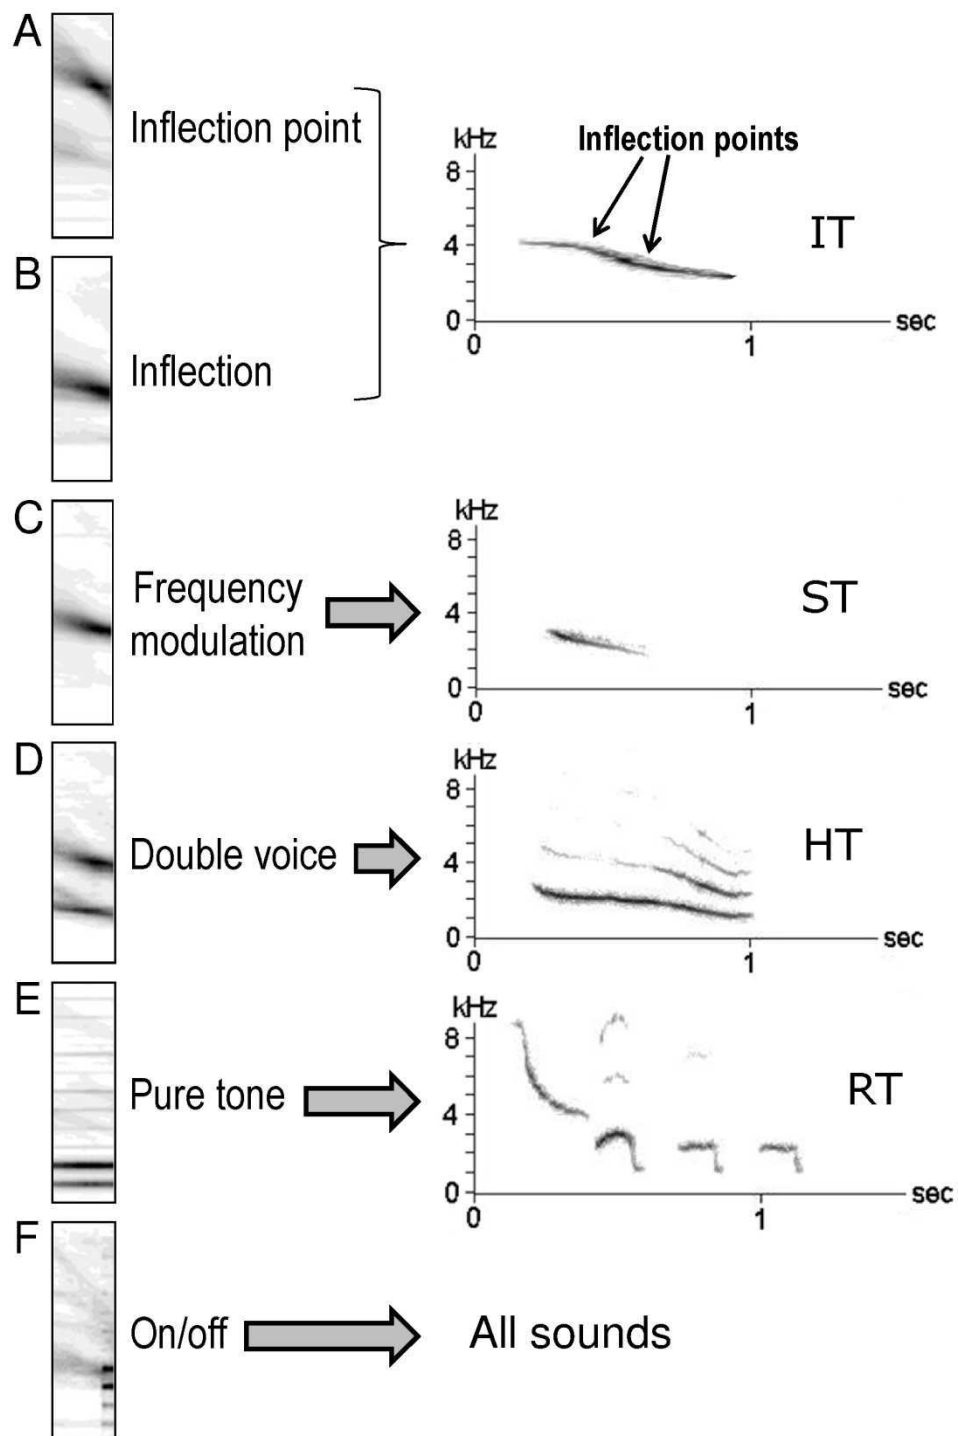 A
Inflection point
kHz
Inflection points
8
4
0
0
1
sec
IT
B
Inflection
C
Frequency
modulation
kHz
8
4
0
0
1
sec
ST
D
Double voice
kHz
8
4
0
0
1
sec
HT
E
Pure tone
kHz
8
4
0
0
1
sec
RT
F
On/off
All sounds